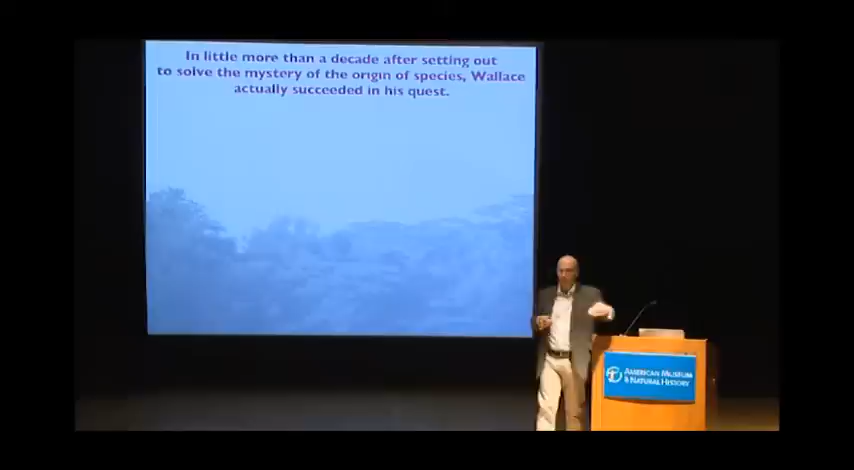 In little more than a decade after setting out
to solve the mystery of the origin of species, Wallace
actually succeeded in his quest.
AMERICAN MUSEUM
& NATURAL HISTORY